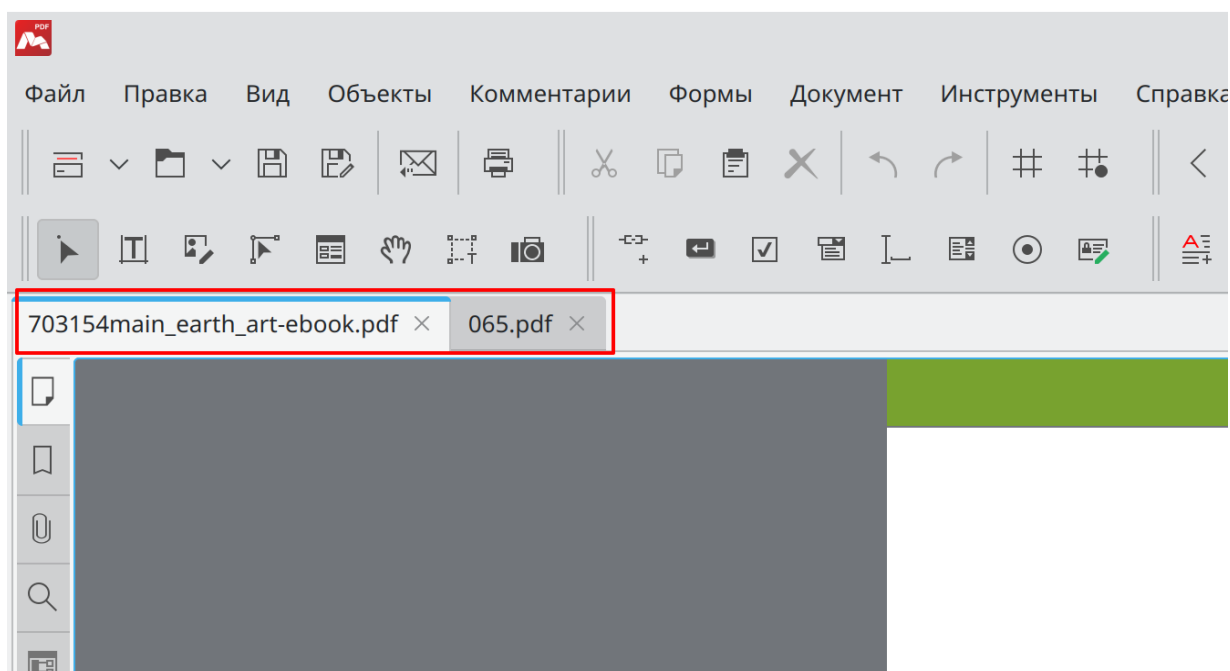 PDF
Файл Правка Вид Объекты Комментарии Формы Документ Инструменты Справка
703154main_earth_art-ebook.pdf 065.pdf